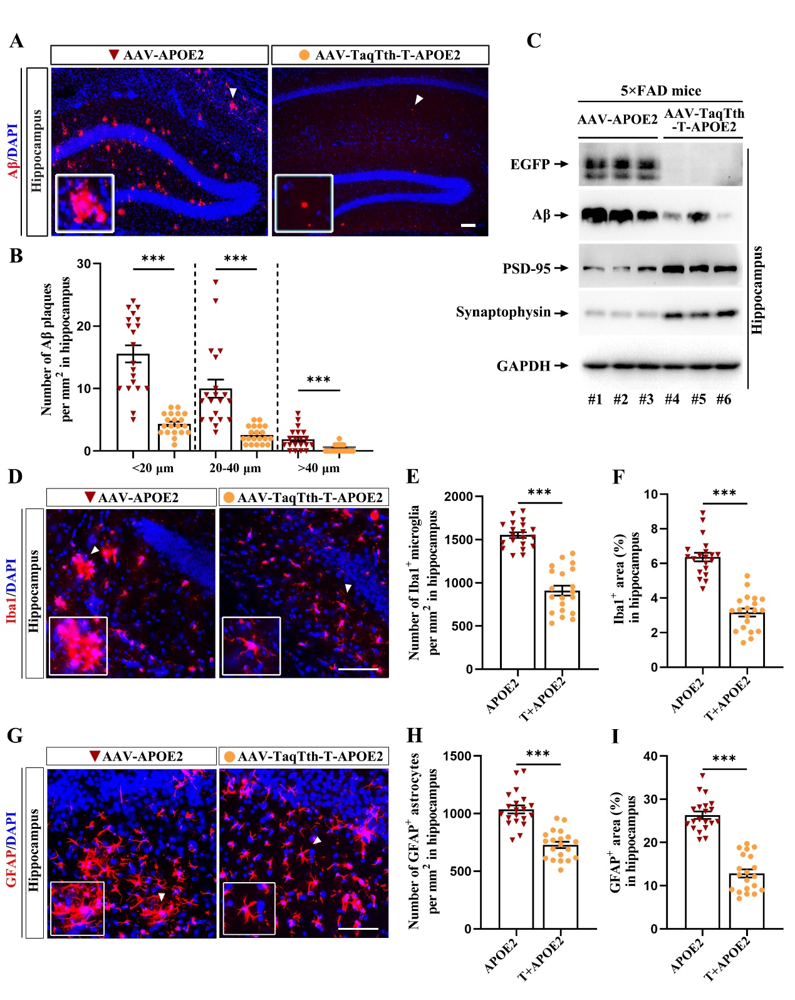 A
AAV-APOE2
AAV-TaqTth-T-APOE2
Aβ/DAPI
Hippocampus
B
Number of Aβ plaques
per mm2 in hippocampus
30
20
10
0
***
***
***
<20 μm
20-40 μm
>40 μm
C
5×FAD mice
AAV-APOE2
AAV-TaqTth
-T-APOE2
EGFP
Aβ
PSD-95
Synaptophysin
GAPDH
#1 #2 #3 #4 #5 #6
Hippocampus
D
AAV-APOE2
AAV-TaqTth-T-APOE2
Iba1/DAPI
Hippocampus
E
Number of Iba1+ microglia
per mm2 in hippocampus
2000
1500
1000
500
0
***
APOE2
T+APOE2
F
Iba1+ area (%)
in hippocampus
10
8
6
4
2
0
***
APOE2
T+APOE2
G
AAV-APOE2
AAV-TaqTth-T-APOE2
GFAP/DAPI
Hippocampus
H
Number of GFAP+ astrocytes
per mm2 in hippocampus
1500
1000
500
0
***
APOE2
T+APOE2
I
GFAP+ area (%)
in hippocampus
40
30
20
10
0
***
APOE2
T+APOE2